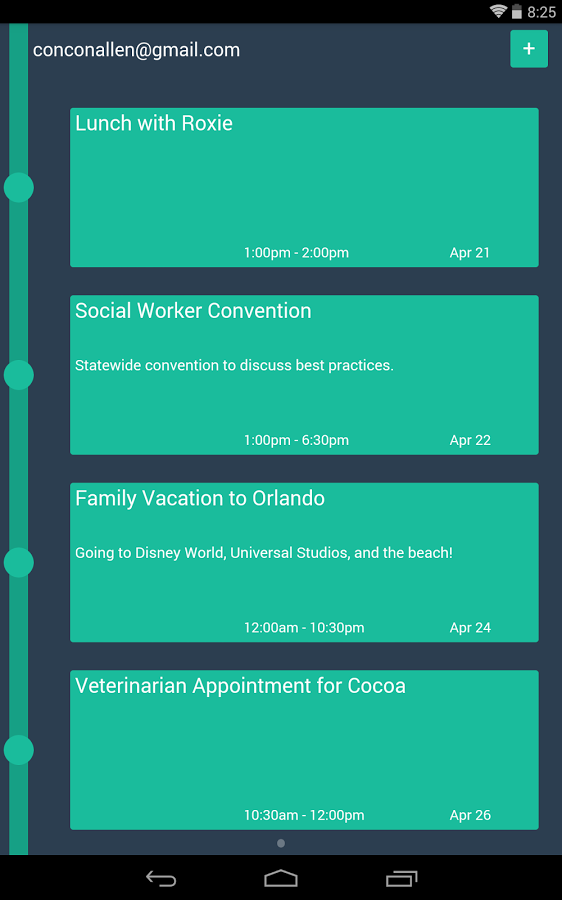 8:25
conconallen@gmail.com
+
Lunch with Roxie
1:00pm - 2:00pm Apr 21
Social Worker Convention
Statewide convention to discuss best practices.
1:00pm - 6:30pm Apr 22
Family Vacation to Orlando
Going to Disney World, Universal Studios, and the beach!
12:00am - 10:30pm Apr 24
Veterinarian Appointment for Cocoa
10:30am - 12:00pm Apr 26